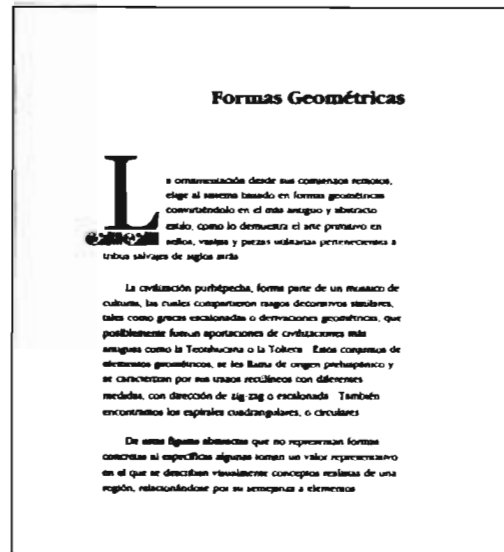 Formas Geométricas
La ornamentación desde sus comienzos remotos,
elige al sistema basado en formas geométricas
convirtiéndolo en el más antiguo y abstracto
estilo, como lo demuestra el arte primitivo en
sellos, vasijas y piezas utilitarias pertenecientes a
tribus salvajes de siglos atrás
La civilización purhépecha, forma parte de un mosaico de
culturas, las cuales compartieron rasgos decorativos similares,
tales como grecas escalonadas o derivaciones geométricas, que
posiblemente fueron aportaciones de civilizaciones más
antiguas como la Teotihucana o la Tolteca Estos conjuntos de
elementos geométricos, se les llama de origen prehispánico y
se caracterizan por sus trazos rectilíneos con diferentes
medidas, con dirección de zig-zag o escalonada También
encontramos los espirales cuadrangulares, o circulares
De estas figuras abstractas que no representan formas
concretas ni específicas algunas toman un valor representativo
en el que se describen visualmente conceptos realistas de una
región, relacionándose por su semejanza a elementos